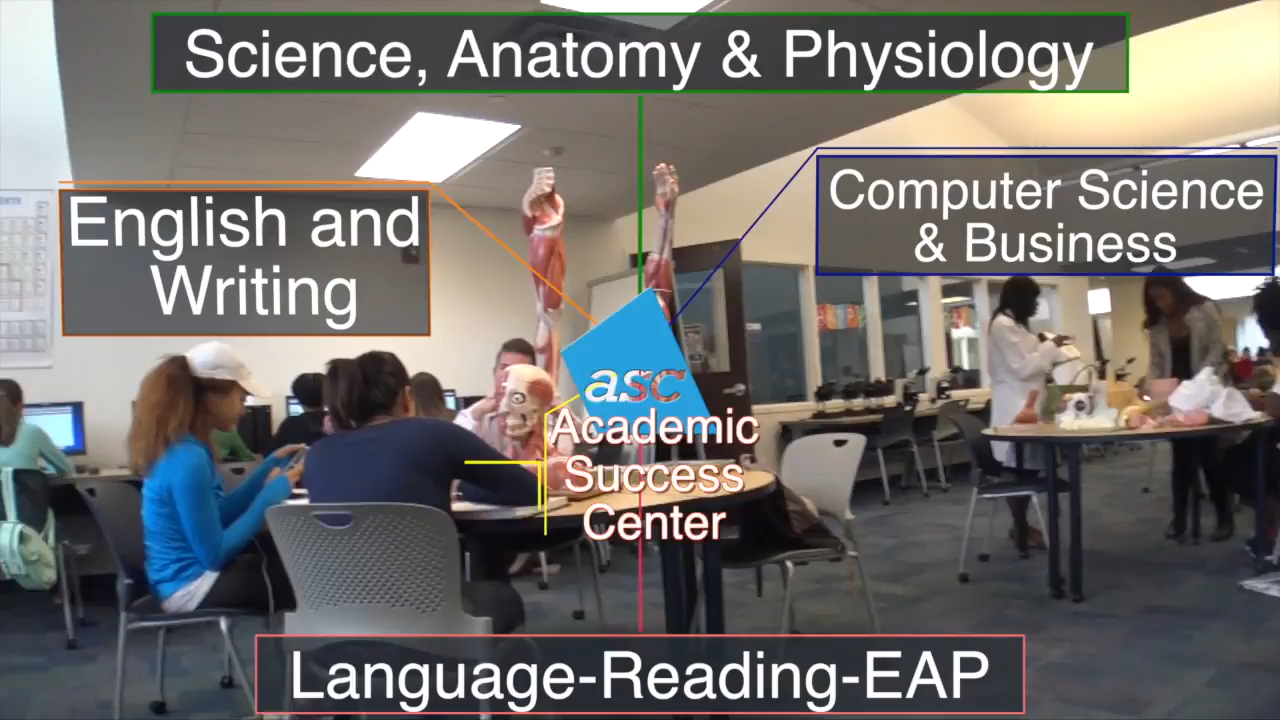 Science, Anatomy & Physiology
English and
Writing
Computer Science
& Business
asc
Academic
Success
Center
Language-Reading-EAP